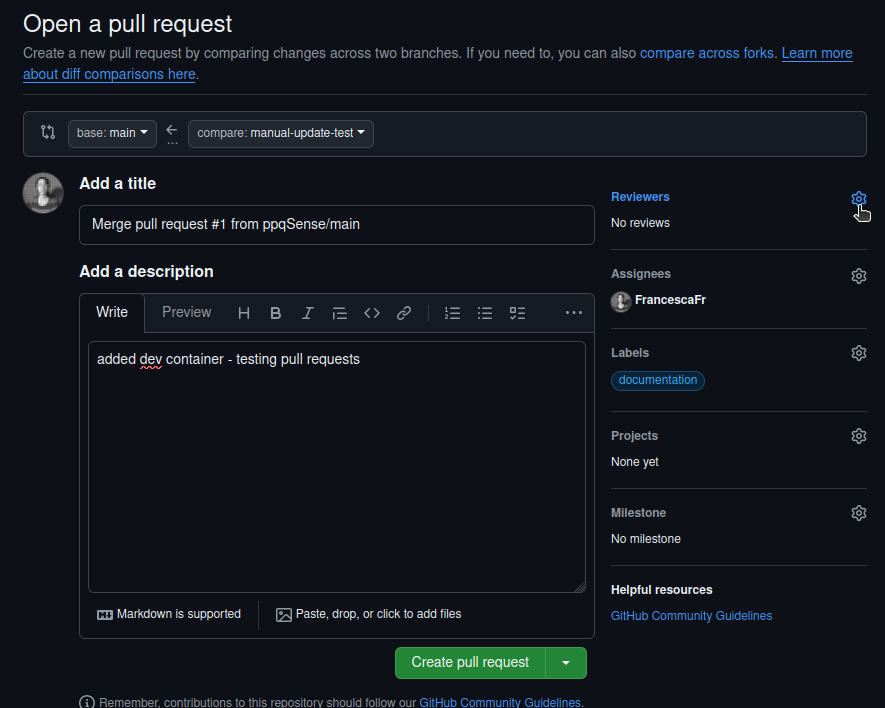 Open a pull request
Create a new pull request by comparing changes across two branches. If you need to, you can also compare across forks. Learn more
about diff comparisons here.
base: main
compare: manual-update-test
Add a title
Merge pull request #1 from ppqSense/main
Add a description
Write
Preview
added dev container - testing pull requests
Markdown is supported
Paste, drop, or click to add files
Create pull request
Remember, contributions to this repository should follow our GitHub Community Guidelines.
Reviewers
No reviews
Assignees
FrancescaFr
Labels
documentation
Projects
None yet
Milestone
No milestone
Helpful resources
GitHub Community Guidelines